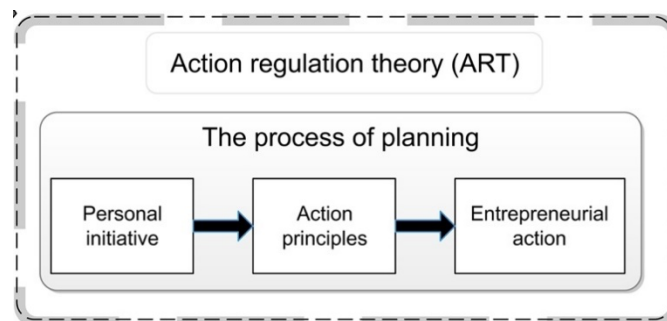 Action regulation theory (ART)
The process of planning
Personal
initiative
Action
principles
Entrepreneurial
action